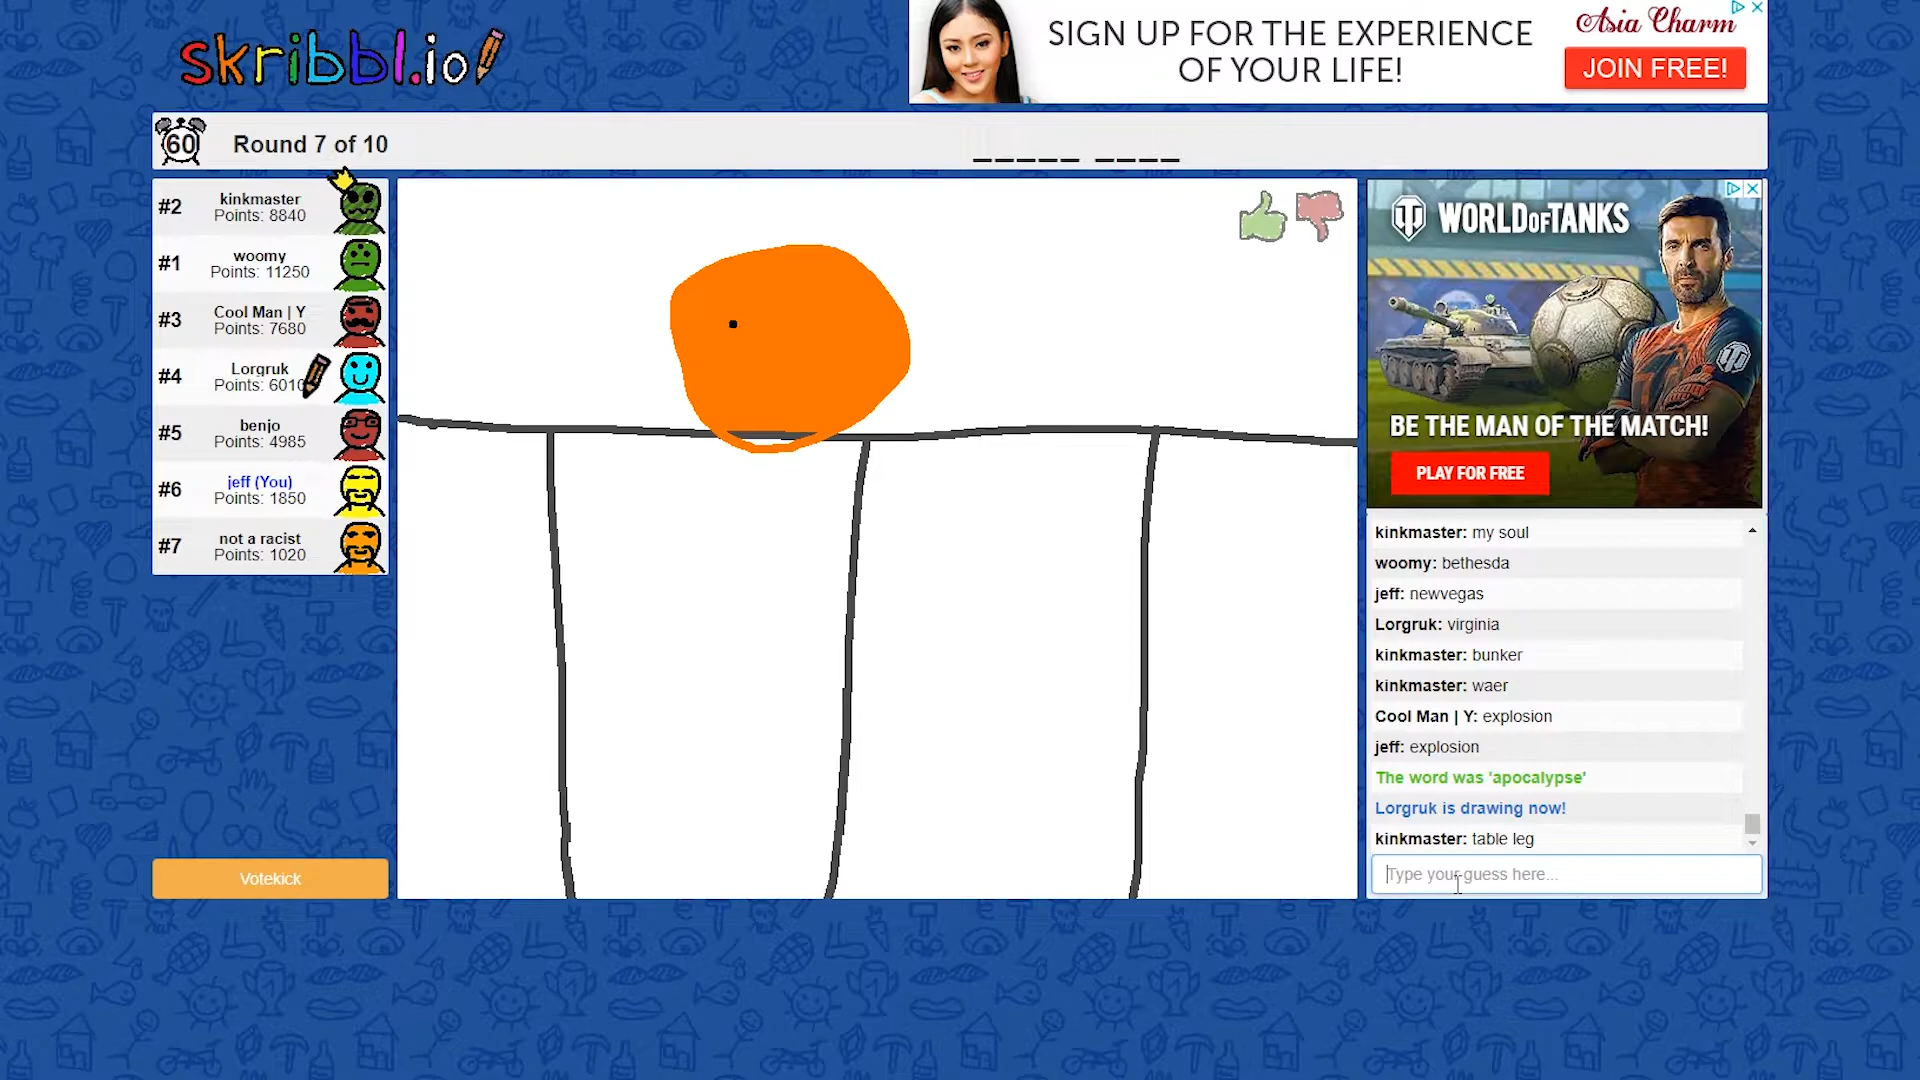 skribbl.io
SIGN UP FOR THE EXPERIENCE
OF YOUR LIFE!
Asia Charm
JOIN FREE!
60
Round 7 of 10
_____ ____
#2
kinkmaster
Points: 8840
#1
woomy
Points: 11250
#3
Cool Man | Y
Points: 7680
#4
Lorgruk
Points: 6010
#5
benjo
Points: 4985
#6
jeff (You)
Points: 1850
#7
not a racist
Points: 1020
Votekick
WORLD OF TANKS
BE THE MAN OF THE MATCH!
PLAY FOR FREE
kinkmaster: my soul
woomy: bethesda
jeff: newvegas
Lorgruk: virginia
kinkmaster: bunker
kinkmaster: waer
Cool Man | Y: explosion
jeff: explosion
The word was 'apocalypse'
Lorgruk is drawing now!
kinkmaster: table leg
Type your guess here...